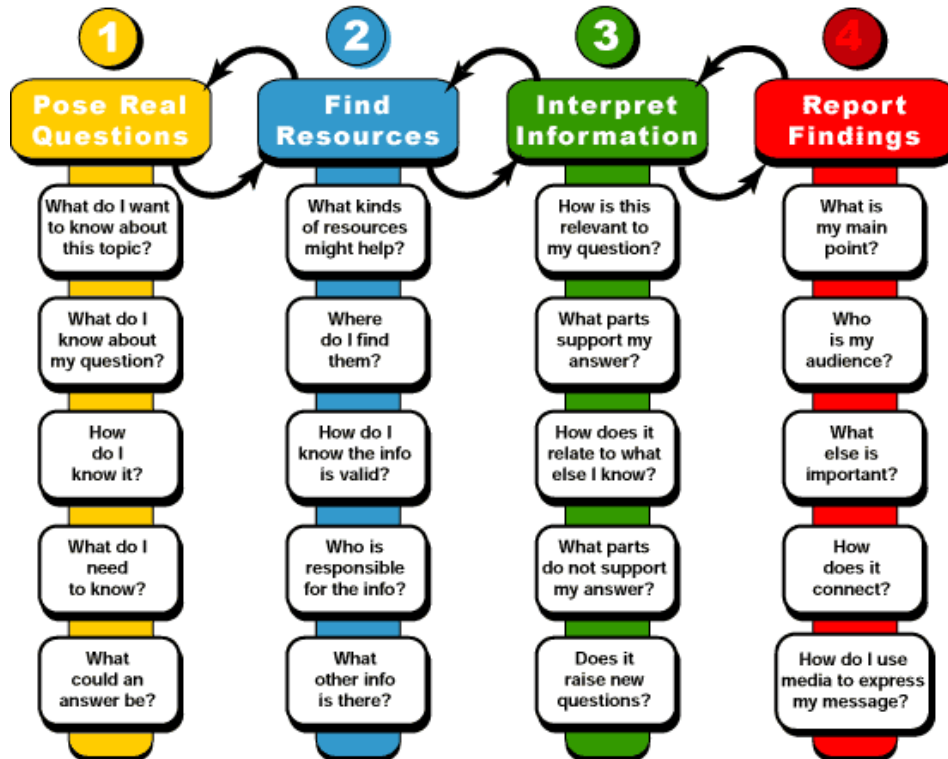 1
Pose Real
Questions
What do I want
to know about
this topic?
What do I
know about
my question?
How
do I
know it?
What do I
need
to know?
What
could an
answer be?
2
Find
Resources
What kinds
of resources
might help?
Where
do I find
them?
How do I
know the info
is valid?
Who is
responsible
for the info?
What
other info
is there?
3
Interpret
Information
How is this
relevant to
my question?
What parts
support my
answer?
How does it
relate to what
else I know?
What parts
do not support
my answer?
Does it
raise new
questions?
4
Report
Findings
What is
my main
point?
Who
is my
audience?
What
else is
important?
How
does it
connect?
How do I use
media to express
my message?